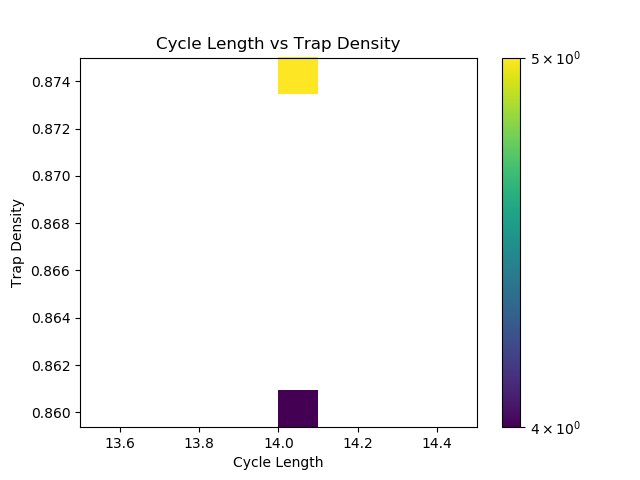 Cycle Length vs Trap Density
0.874
0.872
0.870
0.868
0.866
0.864
0.862
0.860
Trap Density
13.6 13.8 14.0 14.2 14.4
Cycle Length
5 × 10⁰
4 × 10⁰